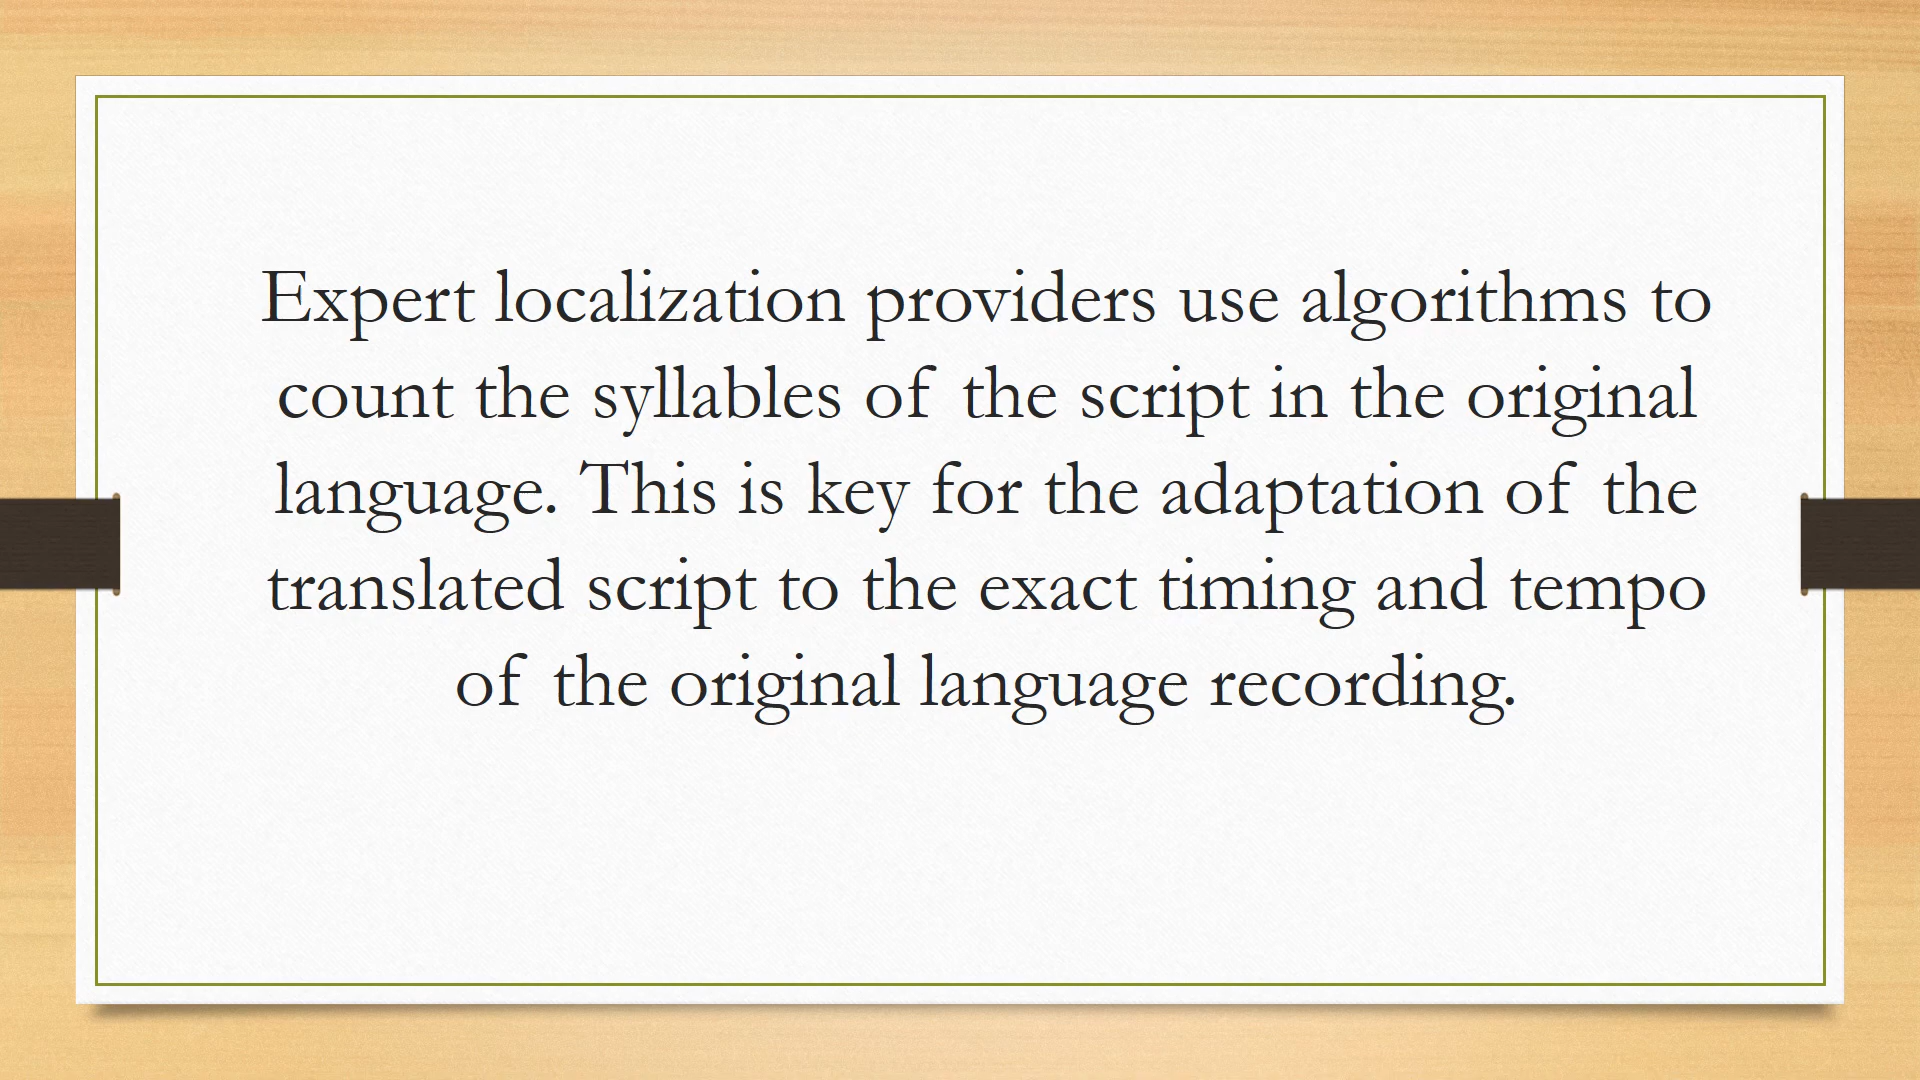 Expert localization providers use algorithms to
count the syllables of the script in the original
language. This is key for the adaptation of the
translated script to the exact timing and tempo
of the original language recording.